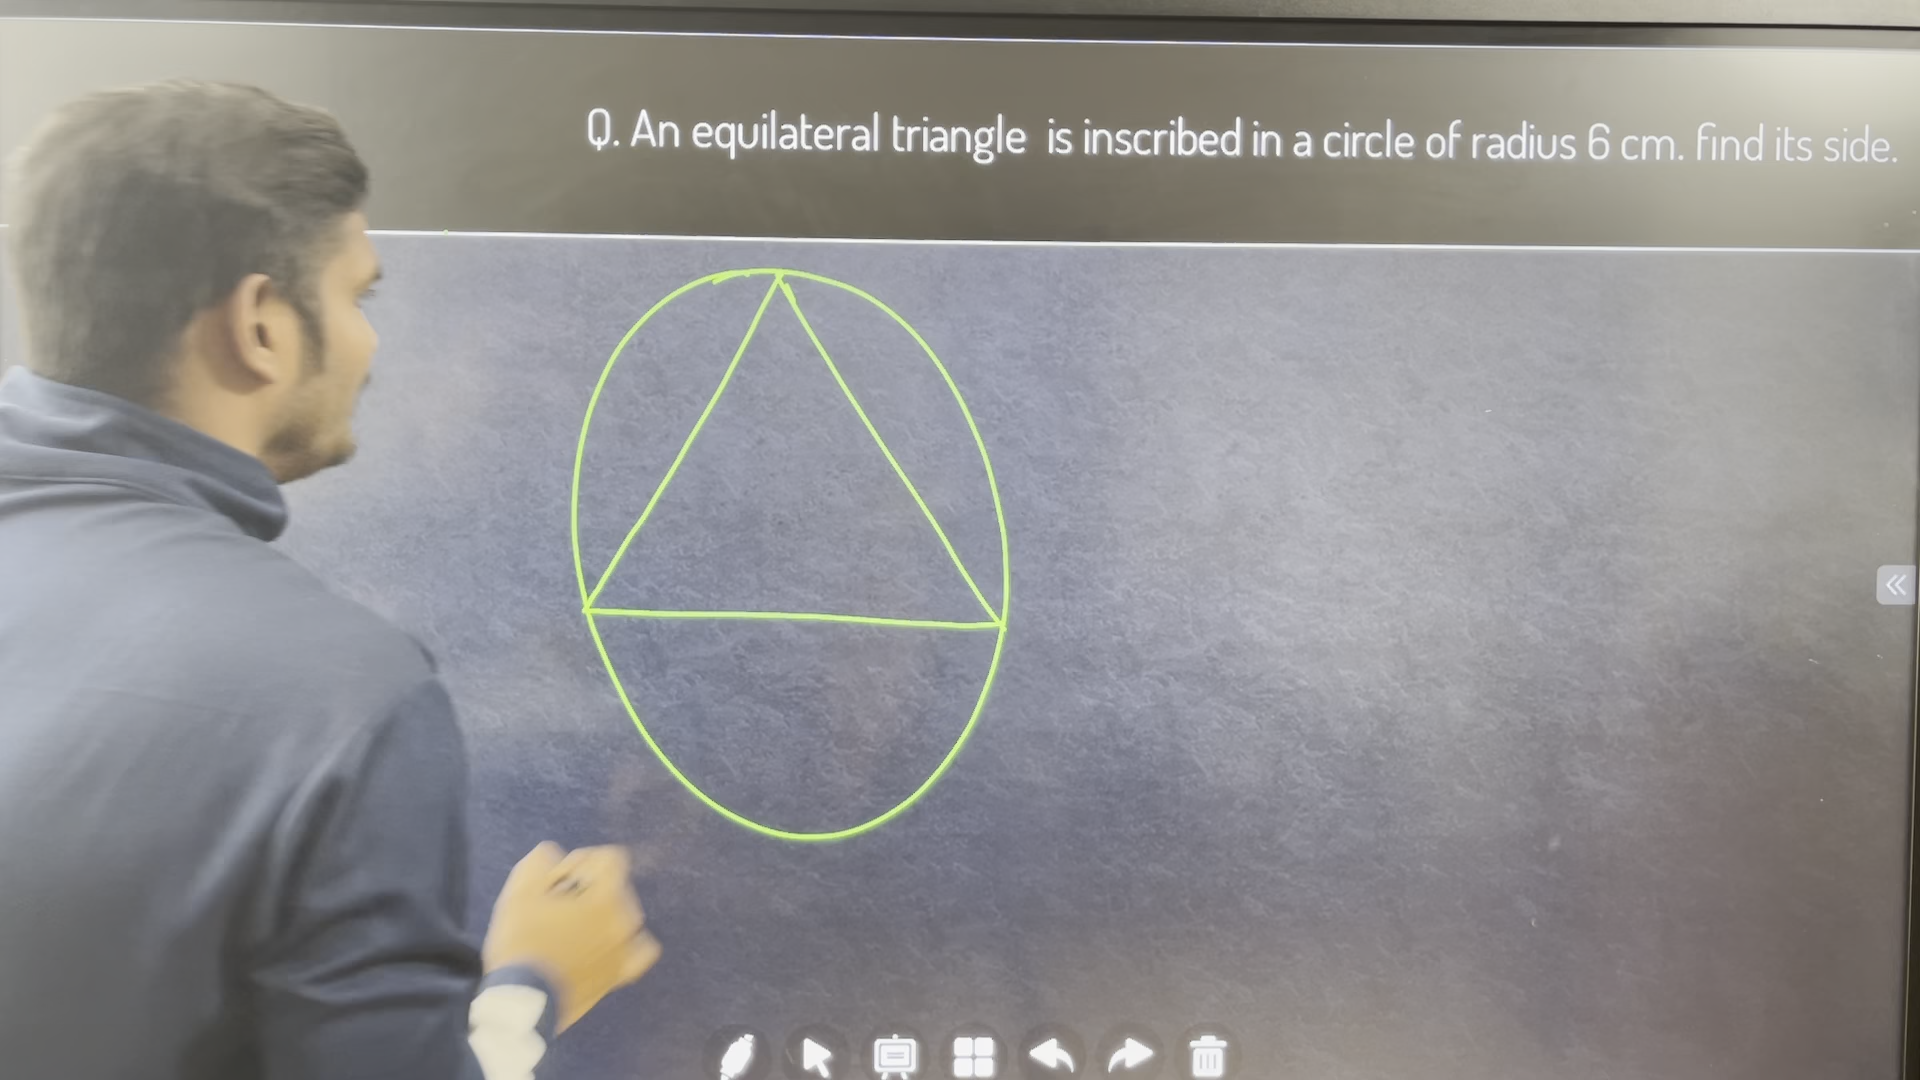 Q. An equilateral triangle is inscribed in a circle of radius 6 cm. find its side.